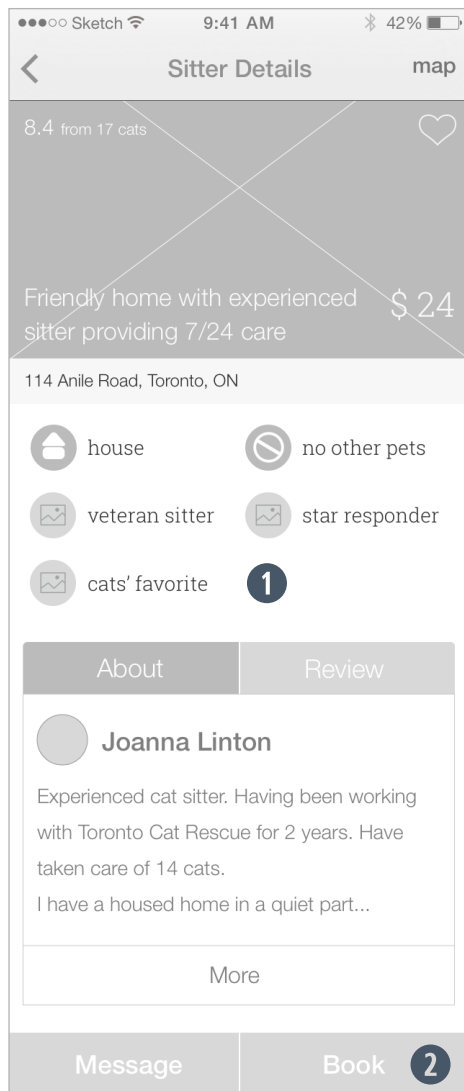 Sketch 9:41 AM 42%
Sitter Details map
8.4 from 17 cats
Friendly home with experienced
sitter providing 7/24 care
$ 24
114 Anile Road, Toronto, ON
house no other pets
veteran sitter star responder
cats’ favorite 1
About Review
Joanna Linton
Experienced cat sitter. Having been working
with Toronto Cat Rescue for 2 years. Have
taken care of 14 cats.
I have a housed home in a quiet part...
More
Message Book 2